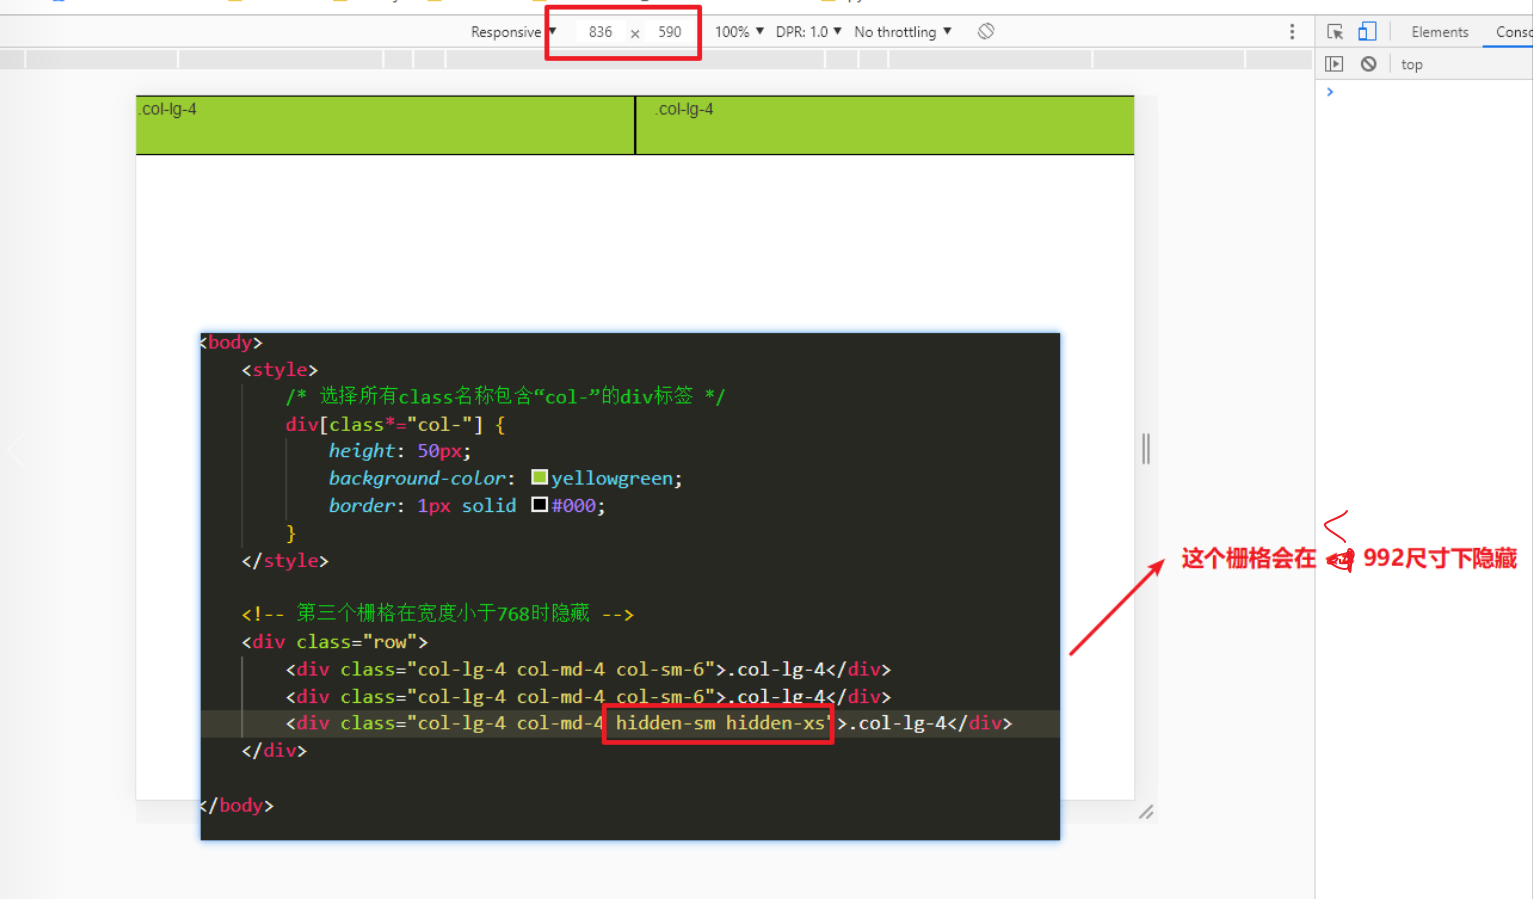 Responsive ▼ 836 × 590 100% ▼ DPR: 1.0 ▼ No throttling ▼
Elements
top
.col-lg-4 .col-lg-4
<body>
<style>
/* 选择所有class名称包含“col-”的div标签 */
div[class*="col-"] {
height: 50px;
background-color: yellowgreen;
border: 1px solid #000;
}
</style>
<!-- 第三个栅格在宽度小于768时隐藏 -->
<div class="row">
<div class="col-lg-4 col-md-4 col-sm-6">.col-lg-4</div>
<div class="col-lg-4 col-md-4 col-sm-6">.col-lg-4</div>
<div class="col-lg-4 col-md-4 hidden-sm hidden-xs">.col-lg-4</div>
</div>
</body>
这个栅格会在 < 992尺寸下隐藏